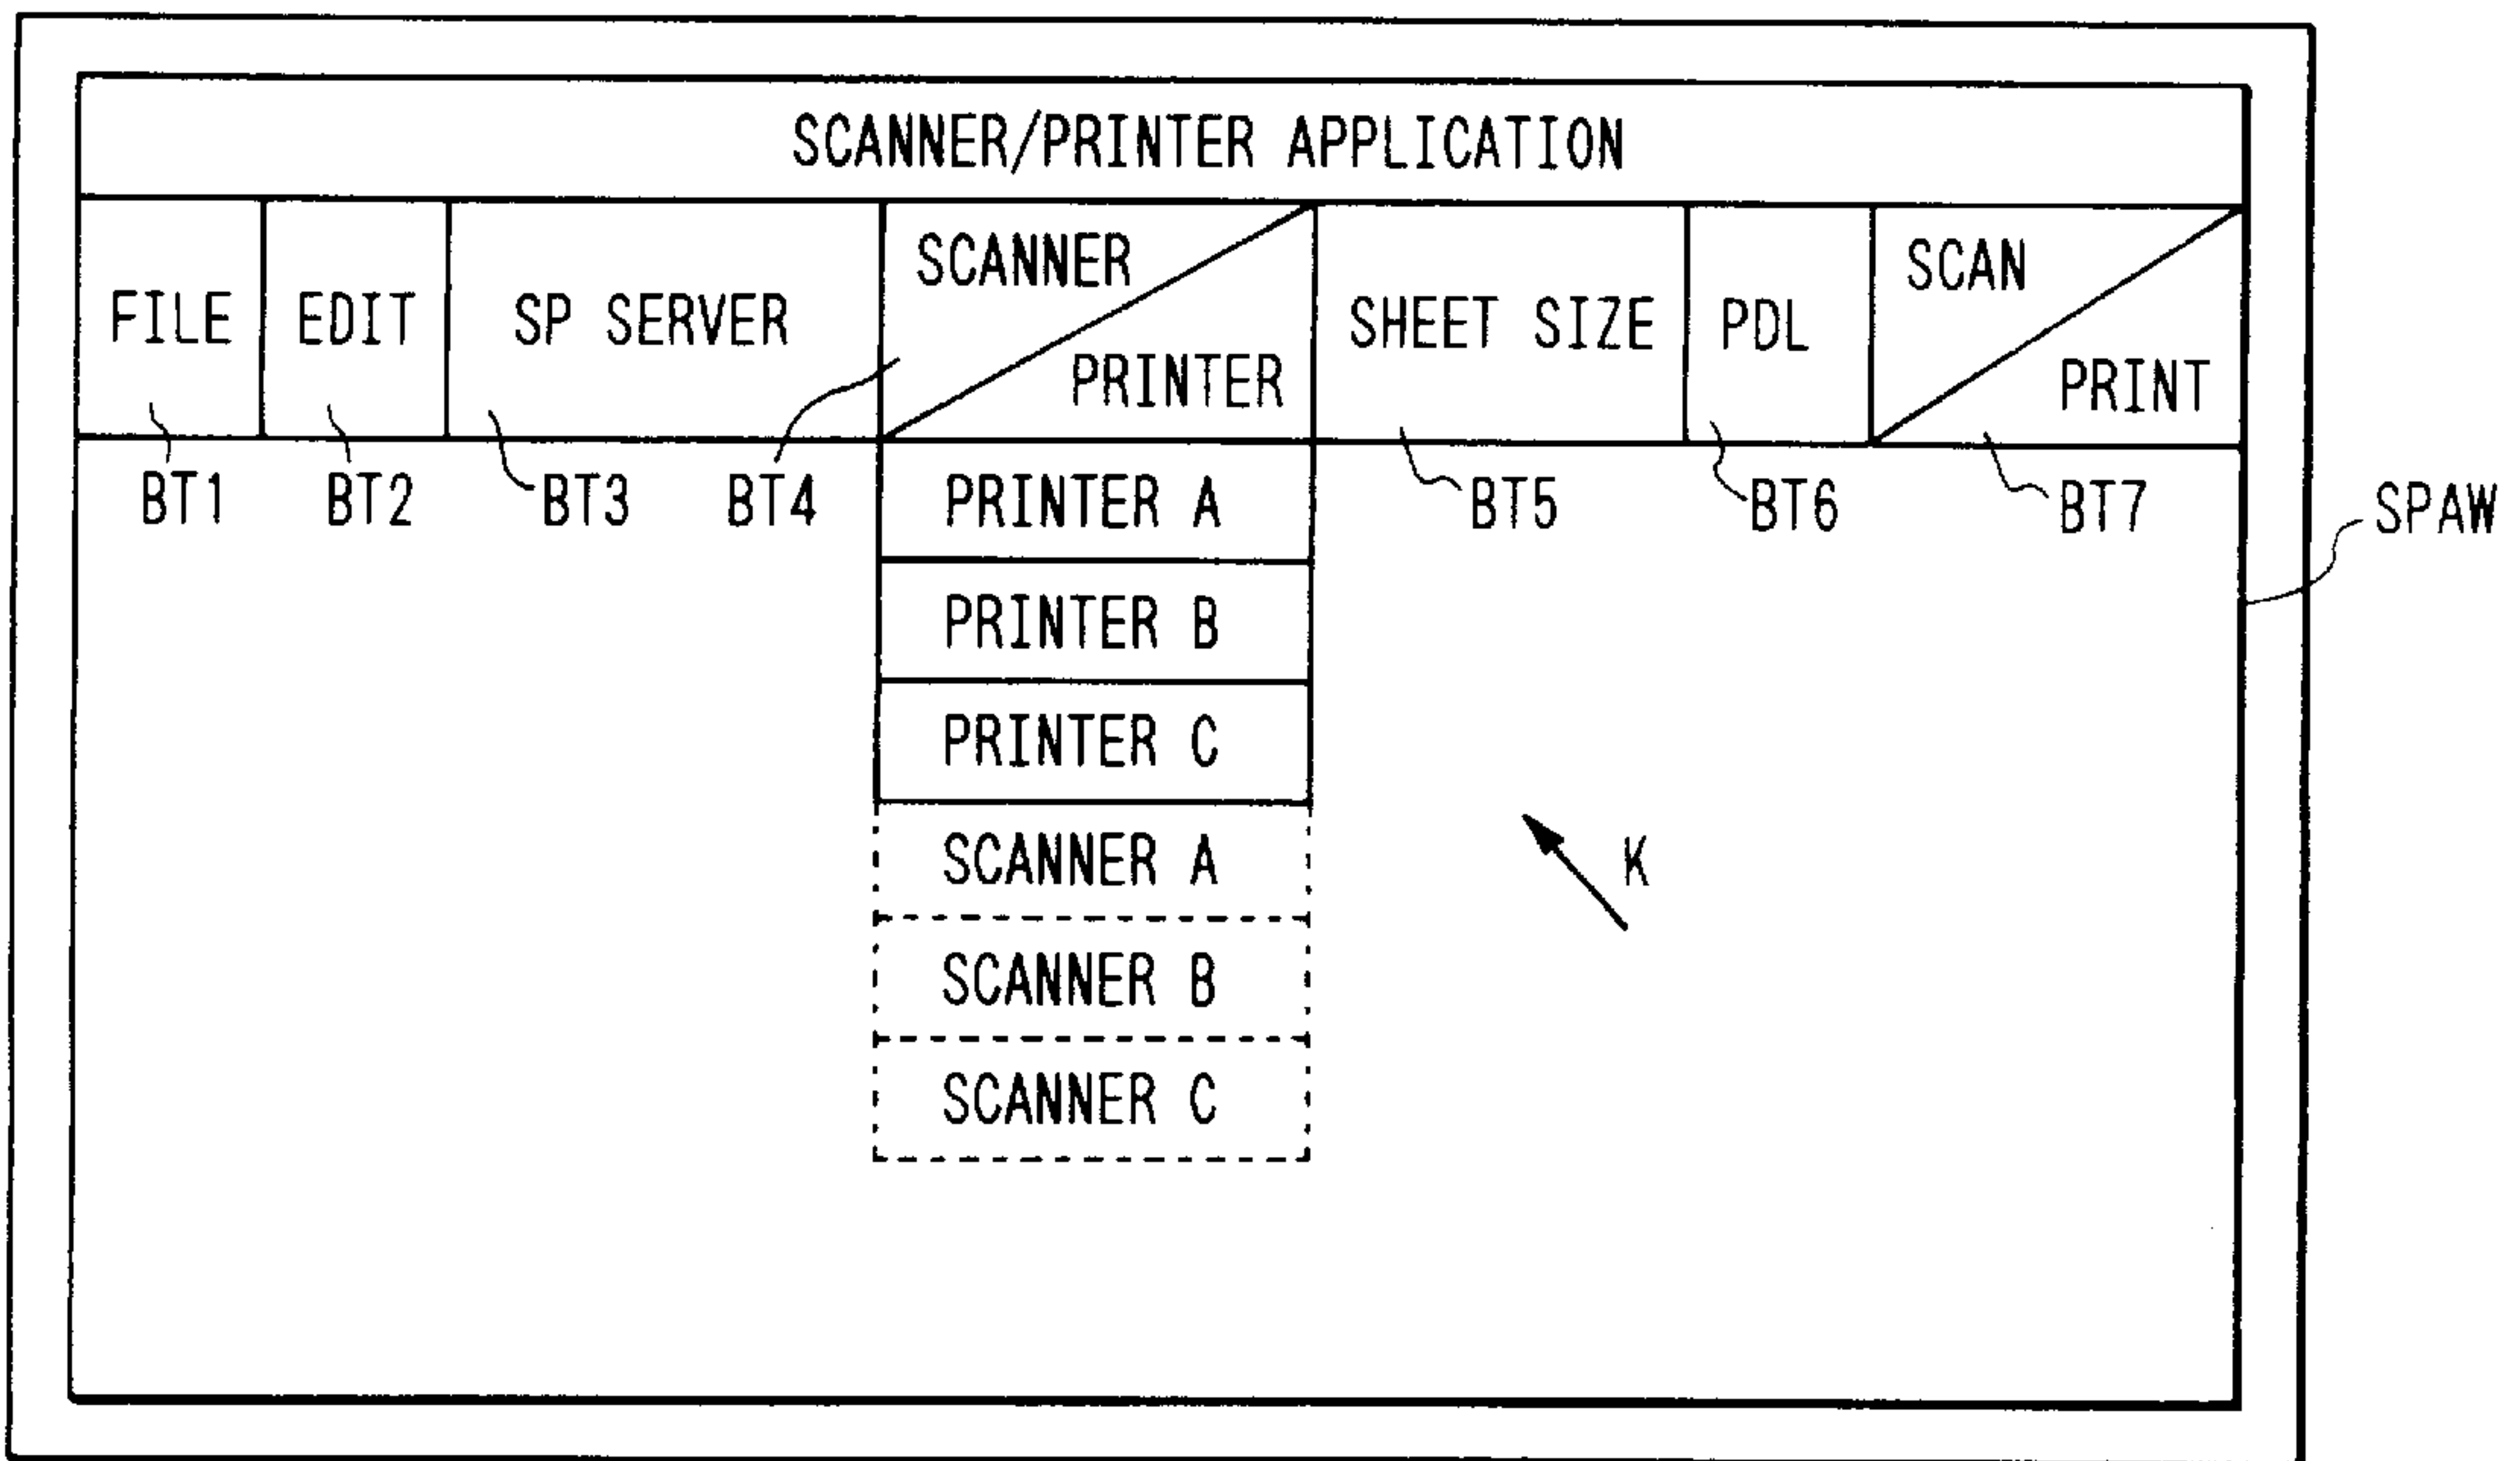 SCANNER/PRINTER APPLICATION
FILE
EDIT
SP SERVER
SCANNER
PRINTER
SHEET SIZE
PDL
SCAN
PRINT
BT1
BT2
BT3
BT4
PRINTER A
BT5
BT6
BT7
SPAW
PRINTER B
PRINTER C
SCANNER A
K
SCANNER B
SCANNER C